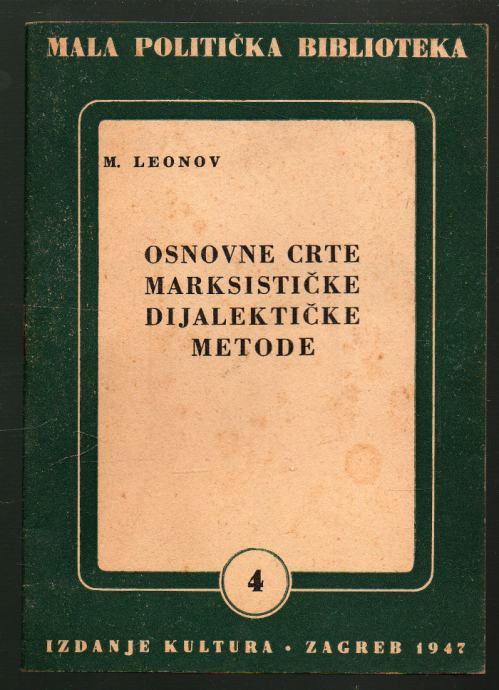 MALA POLITIČKA BIBLIOTEKA
M. LEONOV
OSNOVNE CRTE
MARKSISTIČKE
DIJALEKTIČKE
METODE
4
IZDANJE KULTURA • ZAGREB 1947